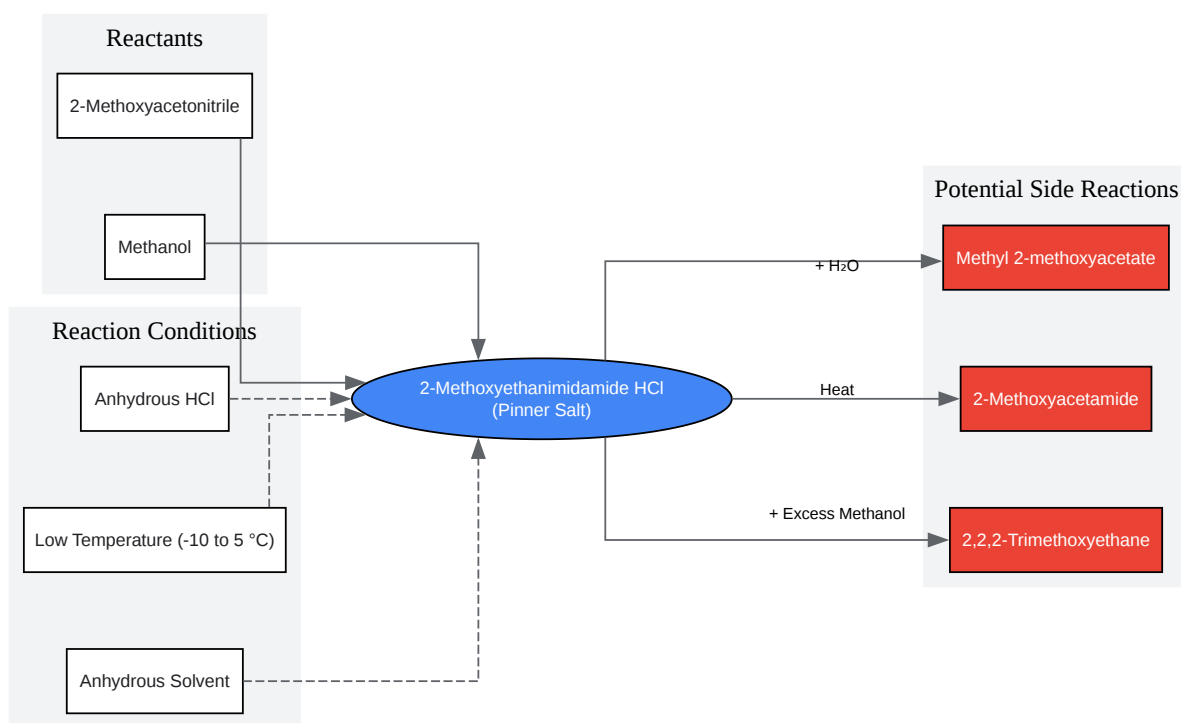 Reactants
2-Methoxyacetonitrile
Methanol
Reaction Conditions
Anhydrous HCl
Low Temperature (-10 to 5 °C)
Anhydrous Solvent
2-Methoxyethanimidamide HCl
(Pinner Salt)
+ H₂O
Heat
+ Excess Methanol
Potential Side Reactions
Methyl 2-methoxyacetate
2-Methoxyacetamide
2,2,2-Trimethoxyethane